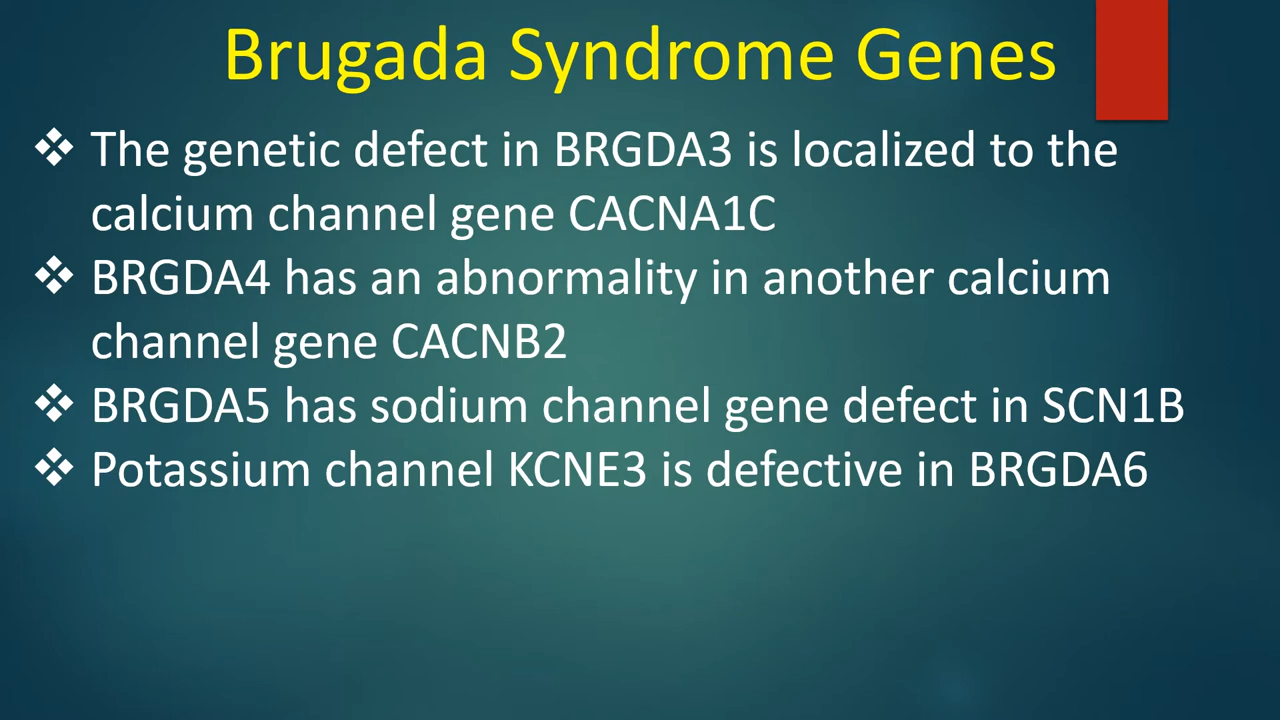 Brugada Syndrome Genes
❖ The genetic defect in BRGDA3 is localized to the
calcium channel gene CACNA1C
❖ BRGDA4 has an abnormality in another calcium
channel gene CACNB2
❖ BRGDA5 has sodium channel gene defect in SCN1B
❖ Potassium channel KCNE3 is defective in BRGDA6